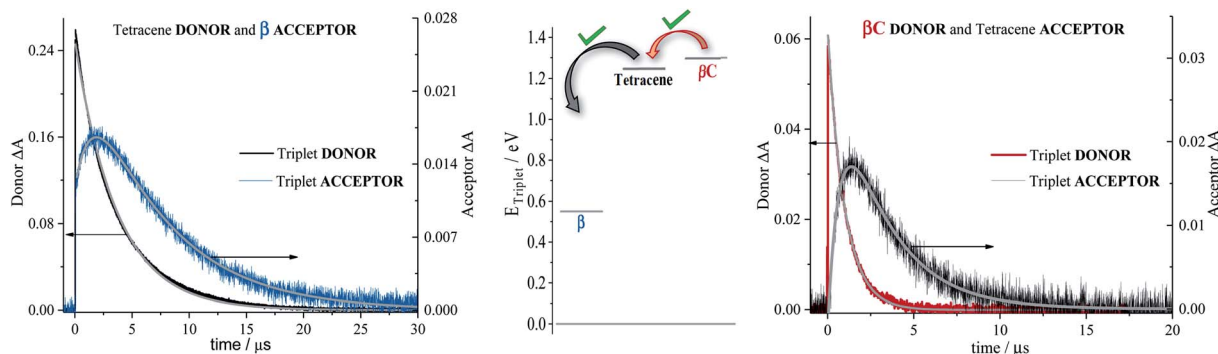 Tetracene DONOR and β ACCEPTOR
Donor ΔA
0.24
0.16
0.08
0.00
Triplet DONOR
Triplet ACCEPTOR
0.028
0.021
0.014
0.007
0.000
Acceptor ΔA
0 5 10 15 20 25 30
time / μs
E Triplet / eV
1.4
1.2
1.0
0.8
0.6
0.4
0.2
0.0
Tetracene
βC
β
βC DONOR and Tetracene ACCEPTOR
Donor ΔA
0.06
0.04
0.02
0.00
Triplet DONOR
Triplet ACCEPTOR
0.03
0.02
0.01
0.00
Acceptor ΔA
0 5 10 15 20
time / μs